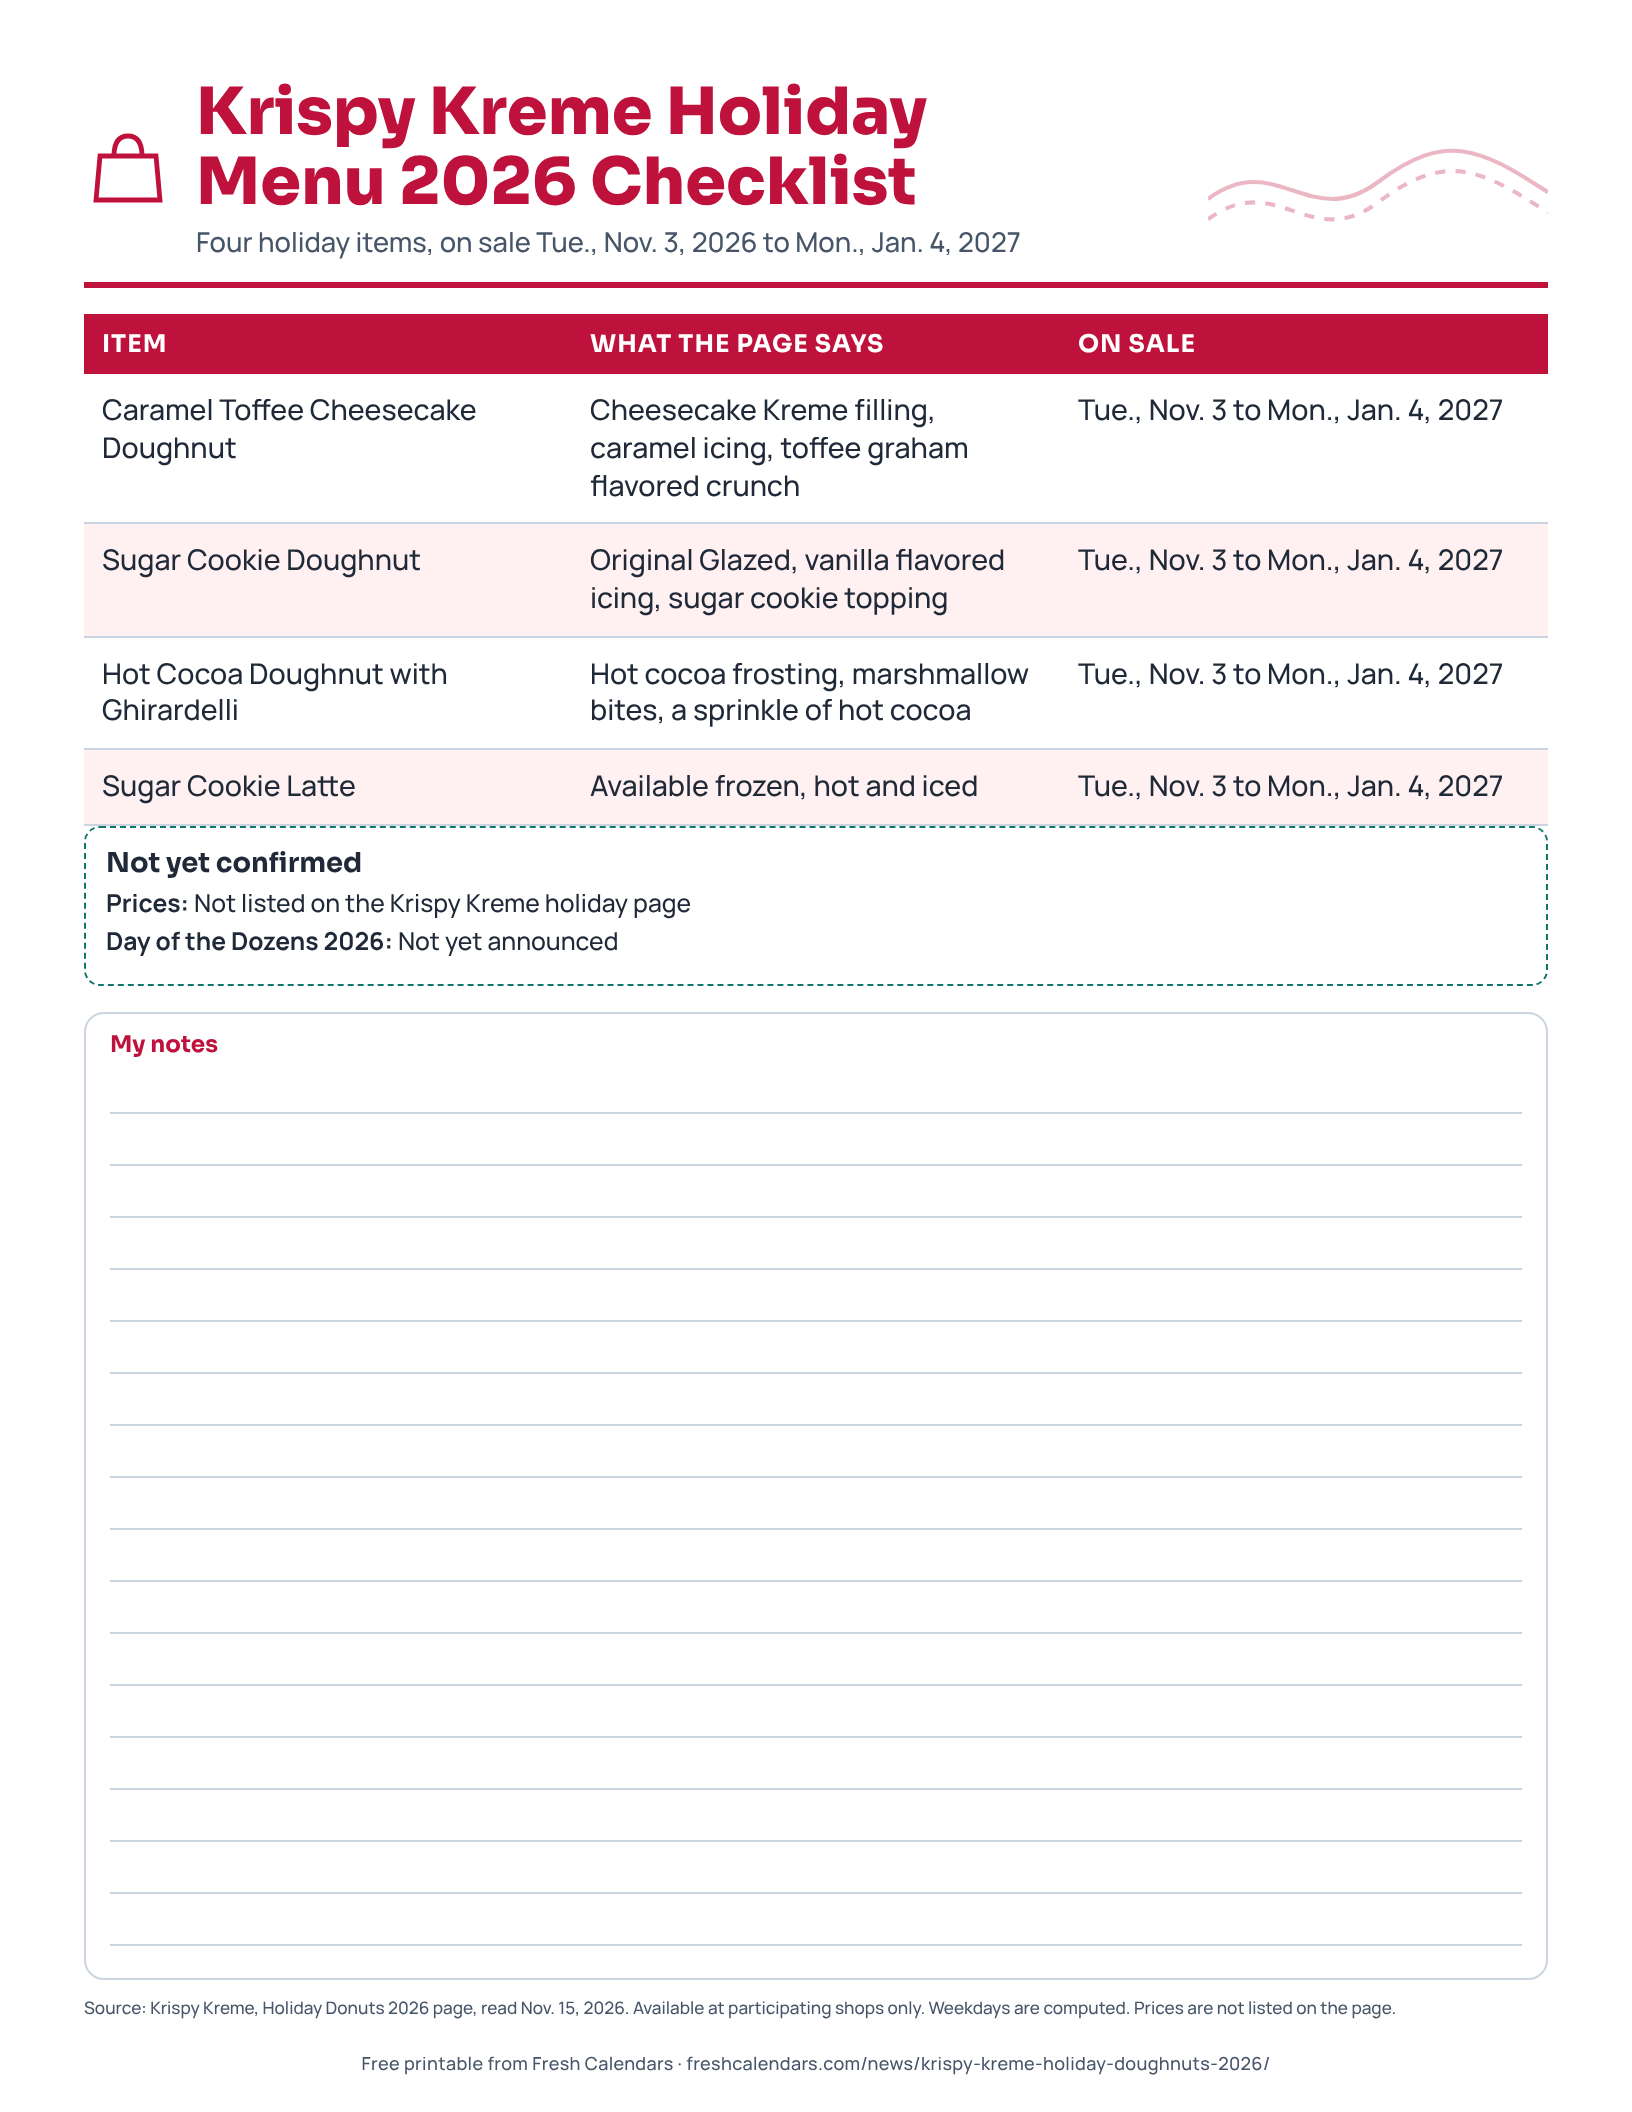 Krispy Kreme Holiday
Menu 2026 Checklist
Four holiday items, on sale Tue., Nov. 3, 2026 to Mon., Jan. 4, 2027
ITEM WHAT THE PAGE SAYS ON SALE
Caramel Toffee Cheesecake
Doughnut
Cheesecake Kreme filling,
caramel icing, toffee graham
flavored crunch
Tue., Nov. 3 to Mon., Jan. 4, 2027
Sugar Cookie Doughnut
Original Glazed, vanilla flavored
icing, sugar cookie topping
Tue., Nov. 3 to Mon., Jan. 4, 2027
Hot Cocoa Doughnut with
Ghirardelli
Hot cocoa frosting, marshmallow
bites, a sprinkle of hot cocoa
Tue., Nov. 3 to Mon., Jan. 4, 2027
Sugar Cookie Latte
Available frozen, hot and iced
Tue., Nov. 3 to Mon., Jan. 4, 2027
Not yet confirmed
Prices: Not listed on the Krispy Kreme holiday page
Day of the Dozens 2026: Not yet announced
My notes
Source: Krispy Kreme, Holiday Donuts 2026 page, read Nov. 15, 2026. Available at participating shops only. Weekdays are computed. Prices are not listed on the page.
Free printable from Fresh Calendars · freshcalendars.com/news/krispy-kreme-holiday-doughnuts-2026/